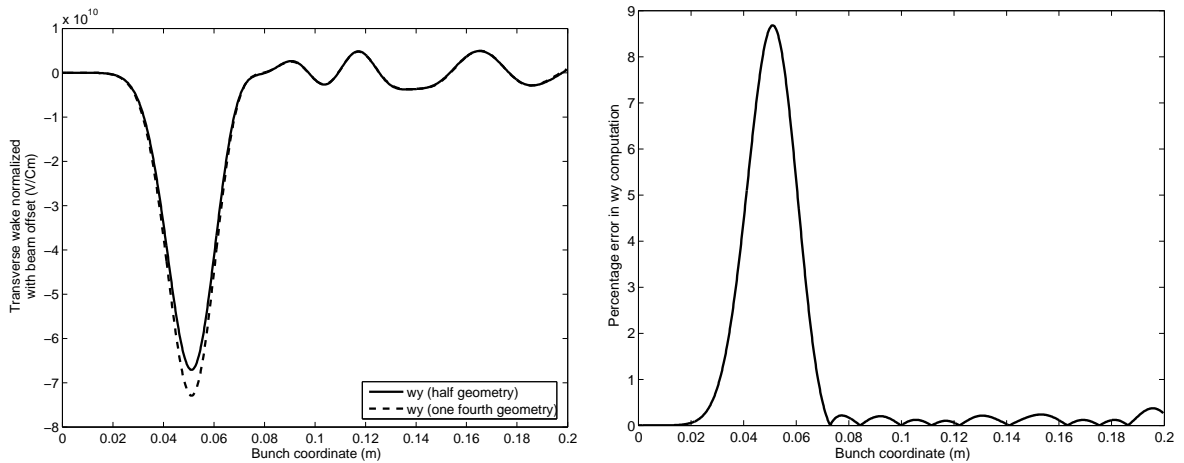 x 10^10
1
0
−1
−2
−3
−4
−5
−6
−7
−8
0 0.02 0.04 0.06 0.08 0.1 0.12 0.14 0.16 0.18 0.2
Bunch coordinate (m)
Transverse wake normalized
with beam offset (V/Cm)
wy (half geometry)
wy (one fourth geometry)
9
8
7
6
5
4
3
2
1
0
0 0.02 0.04 0.06 0.08 0.1 0.12 0.14 0.16 0.18 0.2
Bunch coordinate (m)
Percentage error in wy computation